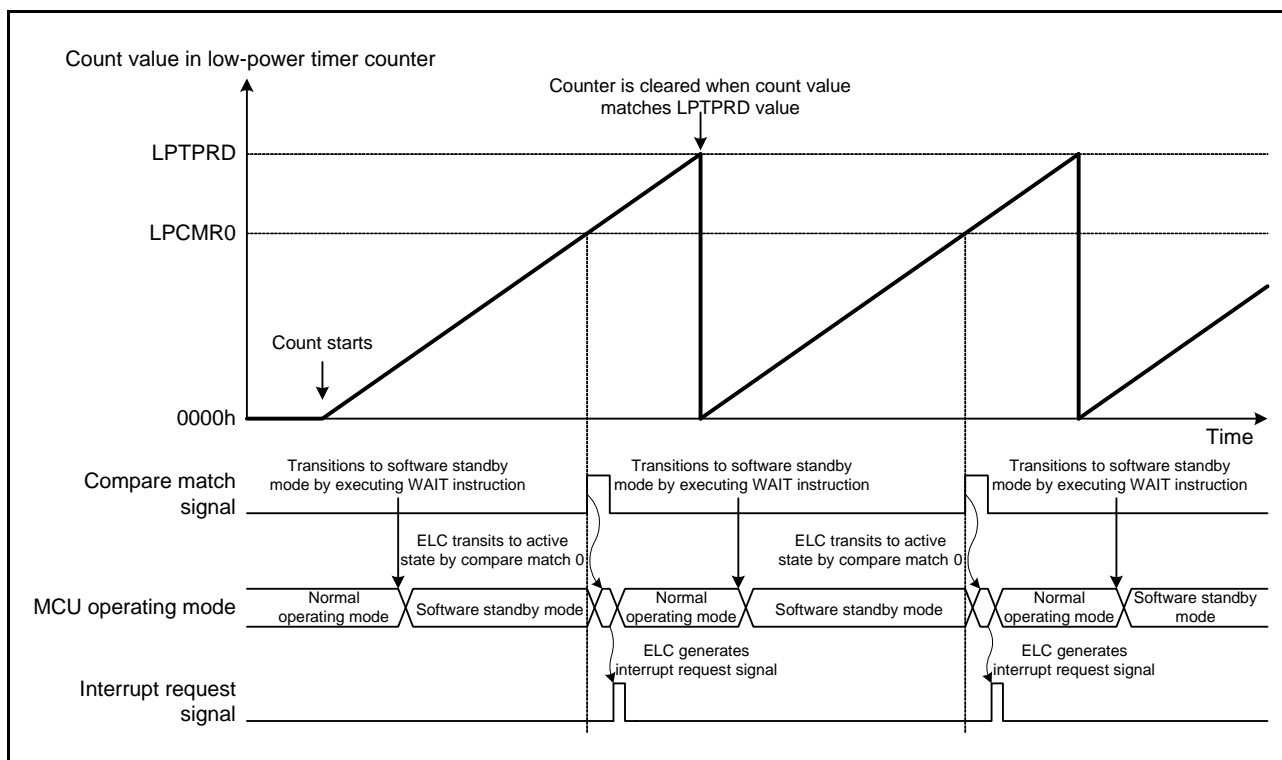 Count value in low-power timer counter
Counter is cleared when count value
matches LPTPRD value
LPTPRD
LPCMR0
Count starts
0000h
Time
Compare match
signal
Transitions to software standby
mode by executing WAIT instruction
Transitions to software standby
mode by executing WAIT instruction
Transitions to software standby
mode by executing WAIT instruction
ELC transits to active
state by compare match 0
ELC transits to active
state by compare match 0
MCU operating mode
Normal
operating mode
Software standby mode
Normal
operating mode
Software standby mode
Normal
operating mode
Software standby
mode
ELC generates
interrupt request signal
ELC generates
interrupt request signal
Interrupt request
signal